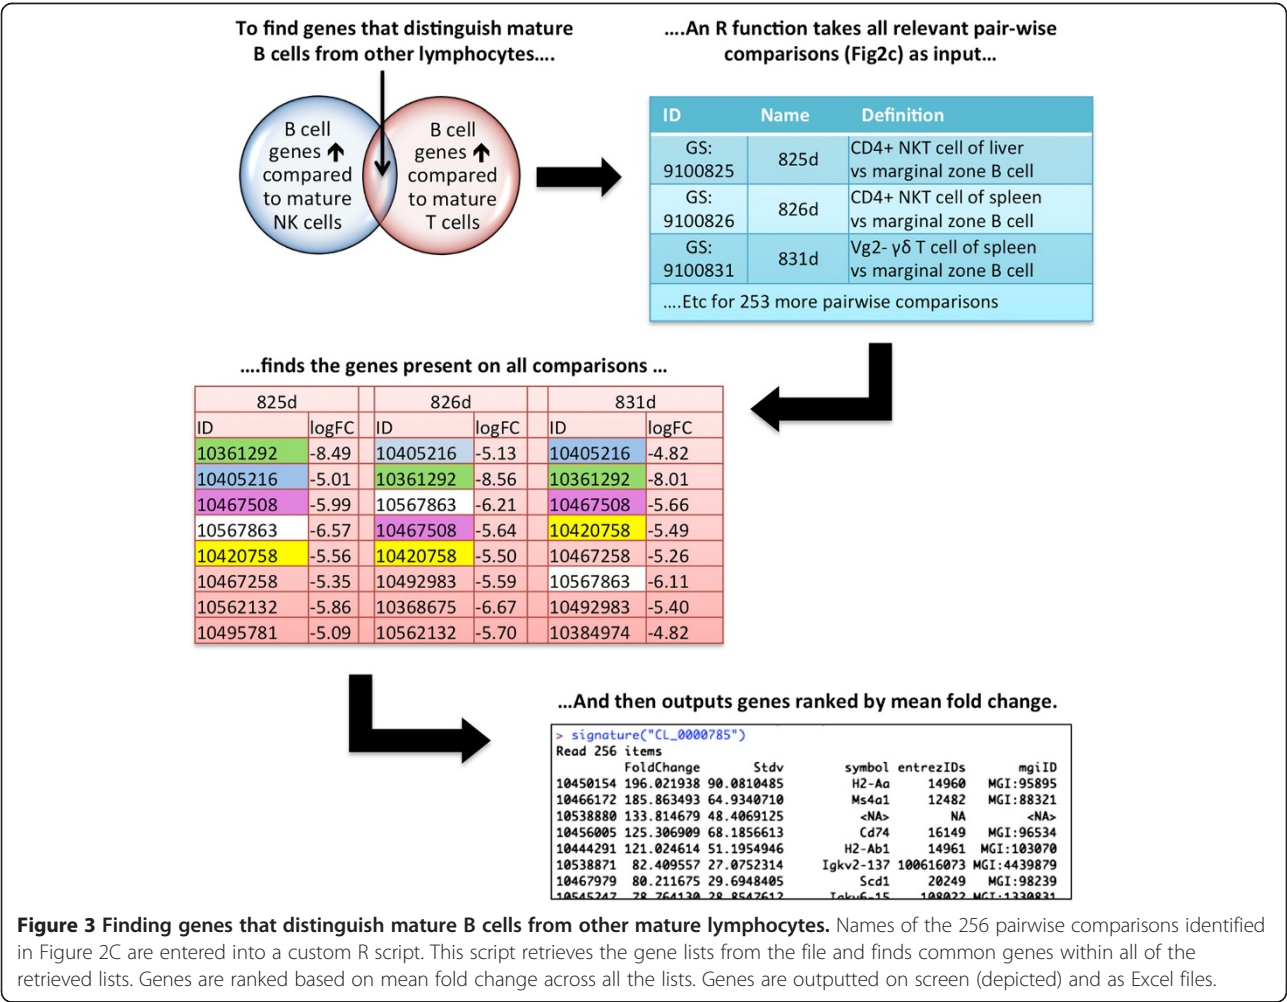 To find genes that distinguish mature
B cells from other lymphocytes….
….An R function takes all relevant pair-wise
comparisons (Fig2c) as input…
B cell
genes ↑
compared
to mature
NK cells
B cell
genes ↑
compared
to mature
T cells
ID Name Definition
GS: 9100825 825d CD4+ NKT cell of liver vs marginal zone B cell
GS: 9100826 826d CD4+ NKT cell of spleen vs marginal zone B cell
GS: 9100831 831d Vg2- γδ T cell of spleen vs marginal zone B cell
….Etc for 253 more pairwise comparisons
….finds the genes present on all comparisons …
825d 826d 831d
ID logFC ID logFC ID logFC
10361292 -8.49 10405216 -5.13 10405216 -4.82
10405216 -5.01 10361292 -8.56 10361292 -8.01
10467508 -5.99 10567863 -6.21 10467508 -5.66
10567863 -6.57 10467508 -5.64 10420758 -5.49
10420758 -5.56 10420758 -5.50 10467258 -5.26
10467258 -5.35 10492983 -5.59 10567863 -6.11
10562132 -5.86 10368675 -6.67 10492983 -5.40
10495781 -5.09 10562132 -5.70 10384974 -4.82
…And then outputs genes ranked by mean fold change.
> signature("CL_0000785")
Read 256 items
FoldChange Stdv symbol entrezIDs mgiID
10450154 196.021938 90.0810485 H2-Aa 14960 MGI:95895
10466172 185.863493 64.9340710 Ms4a1 12482 MGI:88321
10538880 133.814679 48.4069125 <NA> NA <NA>
10456005 125.306909 68.1856613 Cd74 16149 MGI:96534
10444291 121.024614 51.1954946 H2-Ab1 14961 MGI:103070
10538871 82.409557 27.0752314 Igkv2-137 100616073 MGI:4439879
10467979 80.211675 29.6948405 Scd1 20249 MGI:98239
Figure 3 Finding genes that distinguish mature B cells from other mature lymphocytes. Names of the 256 pairwise comparisons identified
in Figure 2C are entered into a custom R script. This script retrieves the gene lists from the file and finds common genes within all of the
retrieved lists. Genes are ranked based on mean fold change across all the lists. Genes are outputted on screen (depicted) and as Excel files.